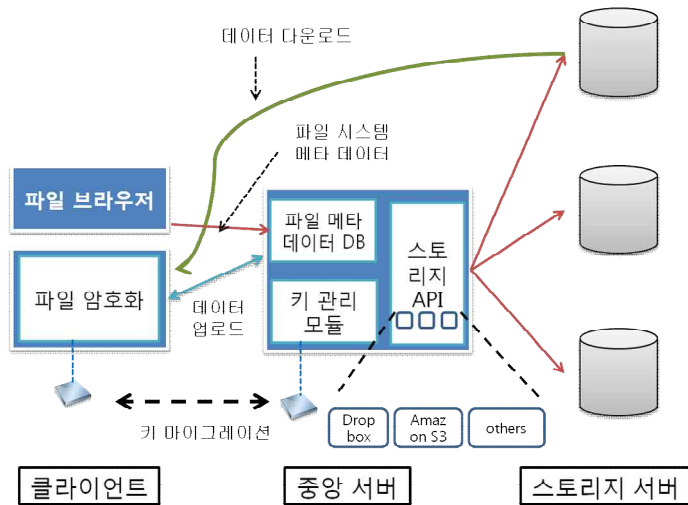 데이터 다운로드
파일 시스템
메타 데이터
파일 브라우저
파일 메타
데이터 DB
스토
리지
API
파일 암호화
데이터
업로드
키 관리
모듈
키 마이그레이션
Drop
box
Amaz
on S3
others
클라이언트
중앙 서버
스토리지 서버